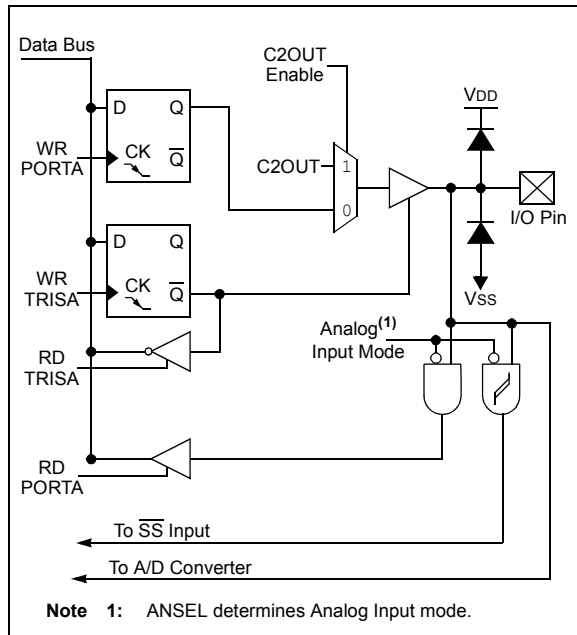 Data Bus
C2OUT
Enable
VDD
D Q
WR
PORTA
CK
Q̅
C2OUT
1
0
I/O Pin
D Q
WR
TRISA
CK
Q̅
VSS
Analog(1)
Input Mode
RD
TRISA
RD
PORTA
To S̅S̅ Input
To A/D Converter
Note 1: ANSEL determines Analog Input mode.